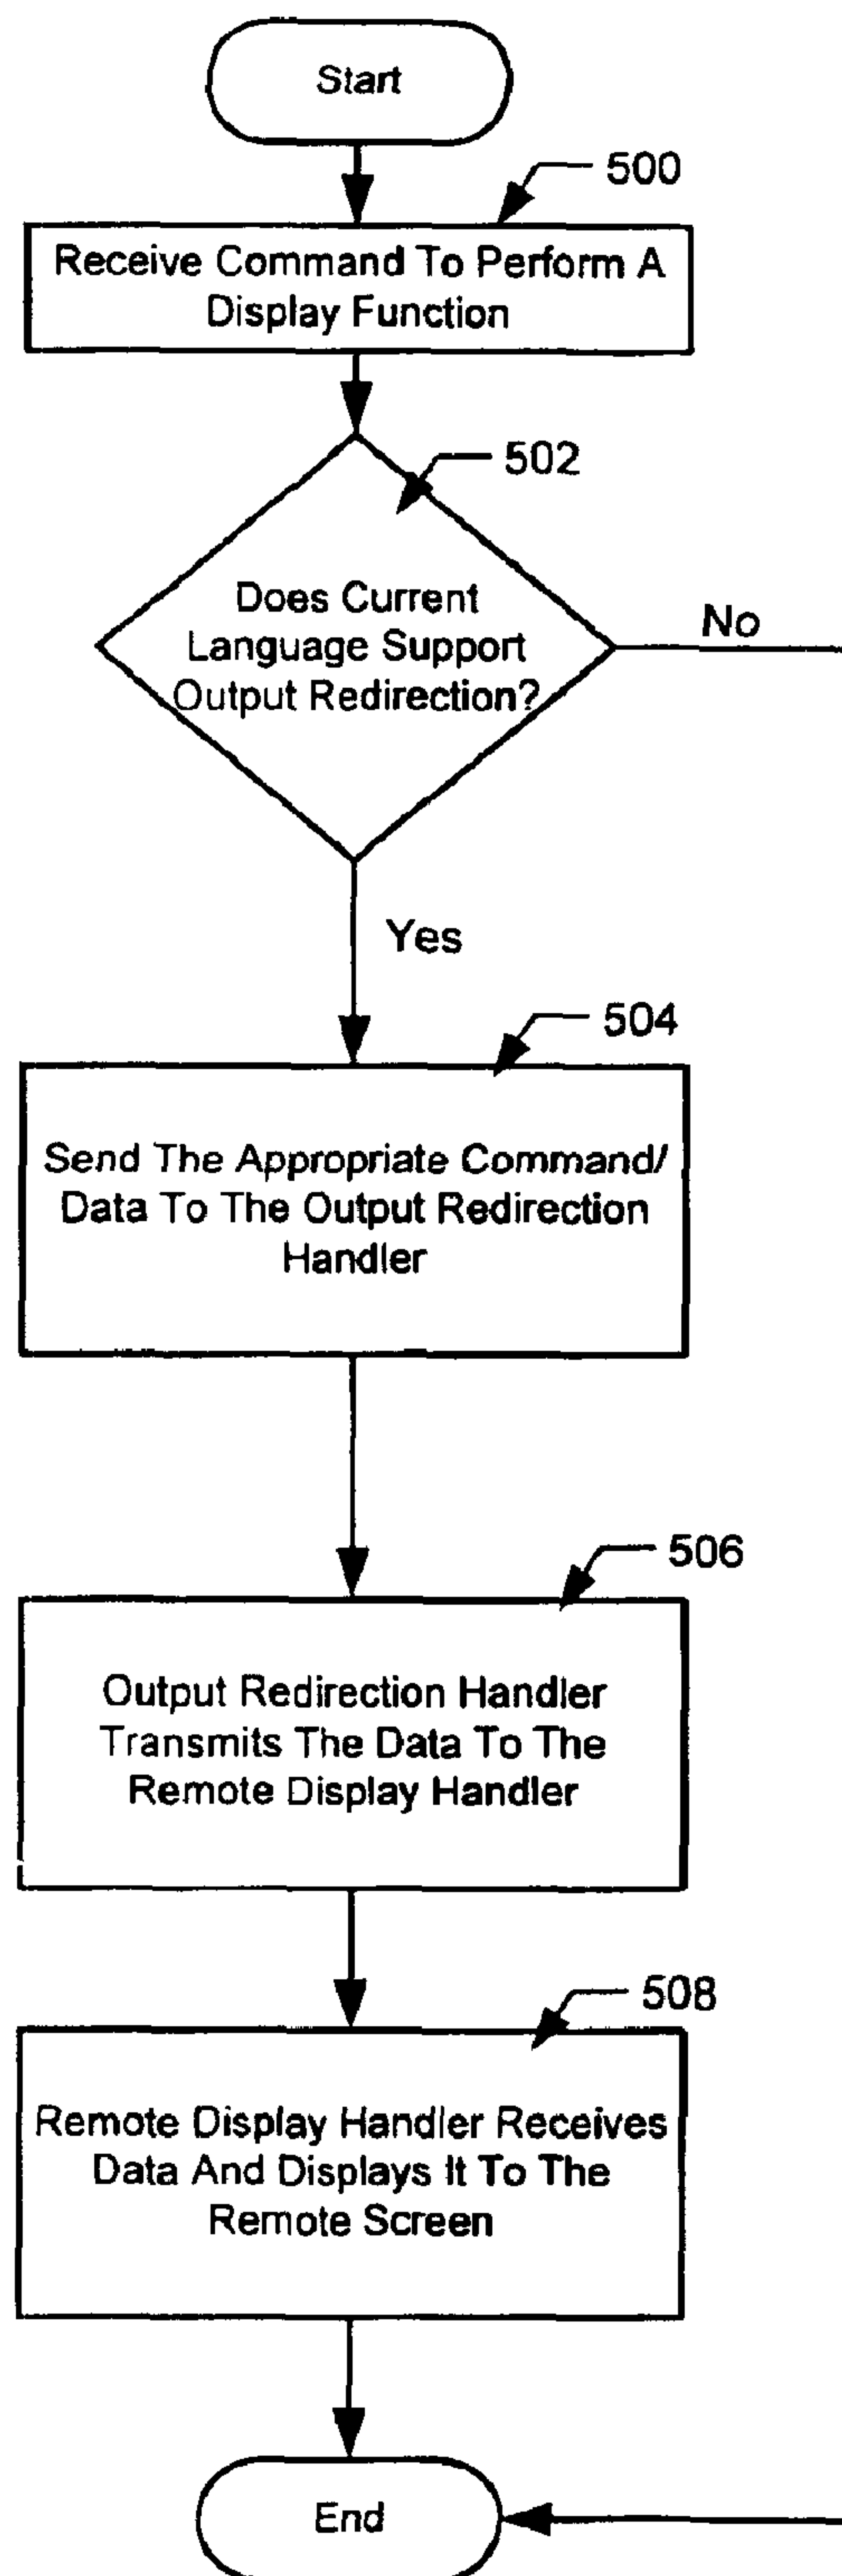 Start
500
Receive Command To Perform A
Display Function
502
Does Current
Language Support
Output Redirection?
No
Yes
504
Send The Appropriate Command/
Data To The Output Redirection
Handler
506
Output Redirection Handler
Transmits The Data To The
Remote Display Handler
508
Remote Display Handler Receives
Data And Displays It To The
Remote Screen
End